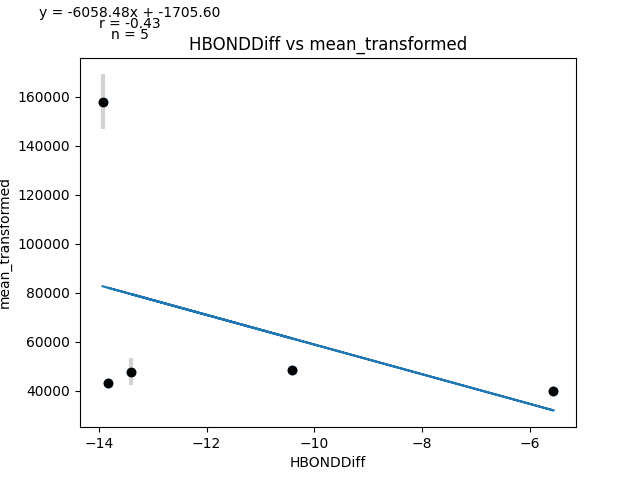 y = -6058.48x + -1705.60
r = -0.43
n = 5
HBONDDiff vs mean_transformed
160000
140000
120000
100000
80000
60000
40000
mean_transformed
−14
−12
−10
−8
−6
HBONDDiff